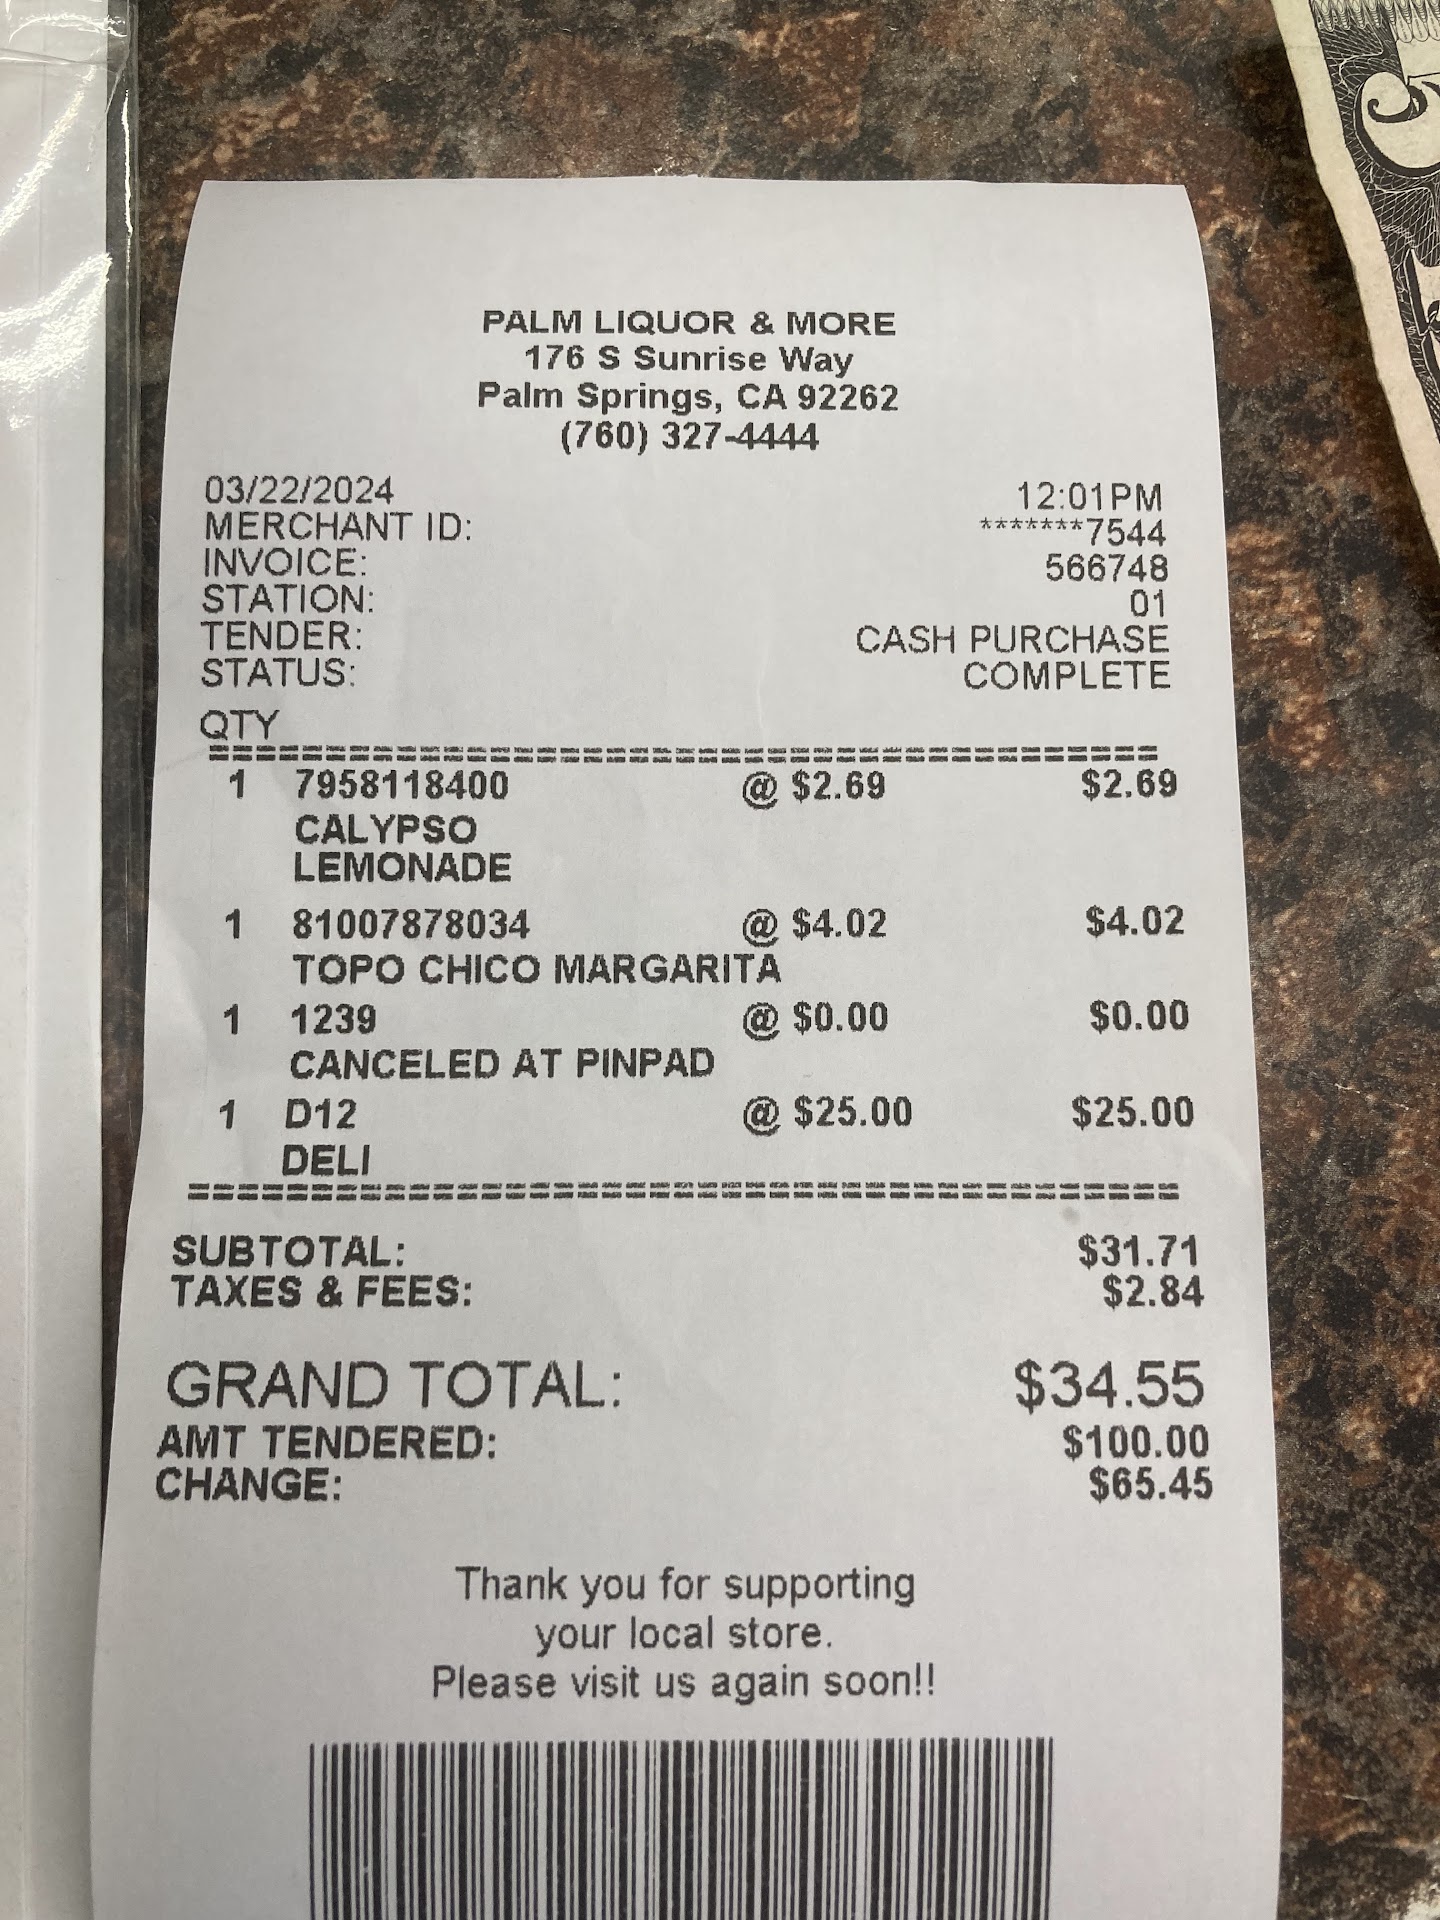 PALM LIQUOR & MORE
176 S Sunrise Way
Palm Springs, CA 92262
(760) 327-4444
03/22/2024 12:01PM
MERCHANT ID: *******7544
INVOICE: 566748
STATION: 01
TENDER: CASH PURCHASE
STATUS: COMPLETE
QTY
1 7958118400 @ $2.69 $2.69
CALYPSO
LEMONADE
1 81007878034 @ $4.02 $4.02
TOPO CHICO MARGARITA
1 1239 @ $0.00 $0.00
CANCELED AT PINPAD
1 D12 @ $25.00 $25.00
DELI
SUBTOTAL: $31.71
TAXES & FEES: $2.84
GRAND TOTAL: $34.55
AMT TENDERED: $100.00
CHANGE: $65.45
Thank you for supporting
your local store.
Please visit us again soon!!